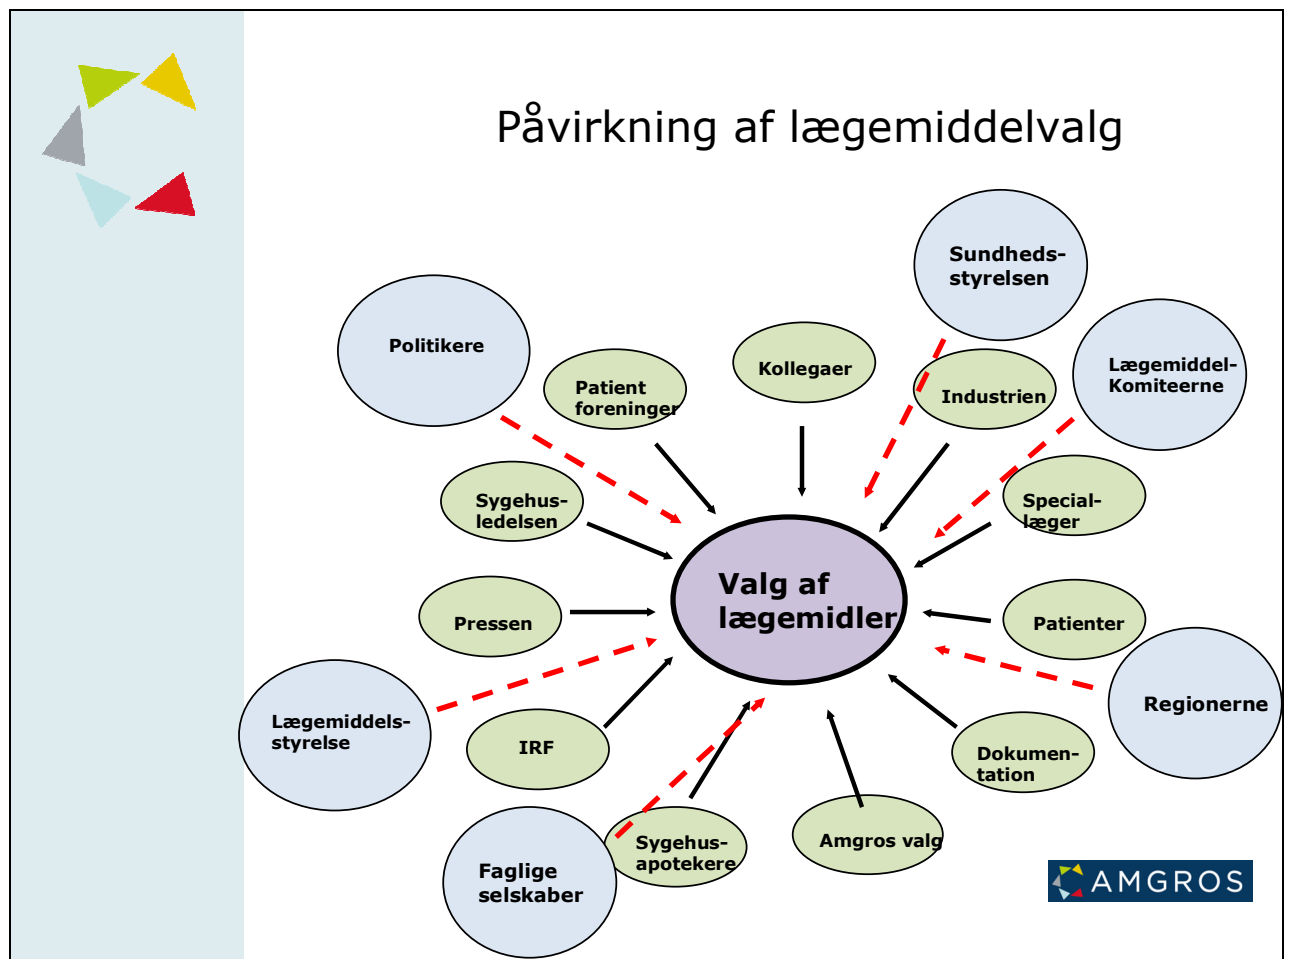 Påvirkning af lægemiddelvalg
Sundheds-
styrelsen
Politikere
Lægemiddel-
Komiteerne
Kollegaer
Patient
foreninger
Industrien
Sygehus-
ledelsen
Special-
læger
Valg af
lægemidler
Pressen
Patienter
Regionerne
Lægemiddels-
styrelse
IRF
Dokumen-
tation
Sygehus-
apotekere
Amgros valg
Faglige
selskaber
AMGROS